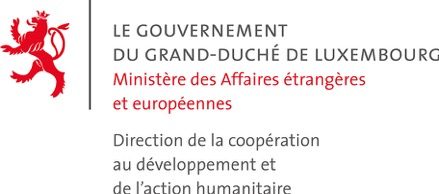 LE GOUVERNEMENT
DU GRAND-DUCHÉ DE LUXEMBOURG
Ministère des Affaires étrangères
et européennes
Direction de la coopération
au développement et
de l'action humanitaire